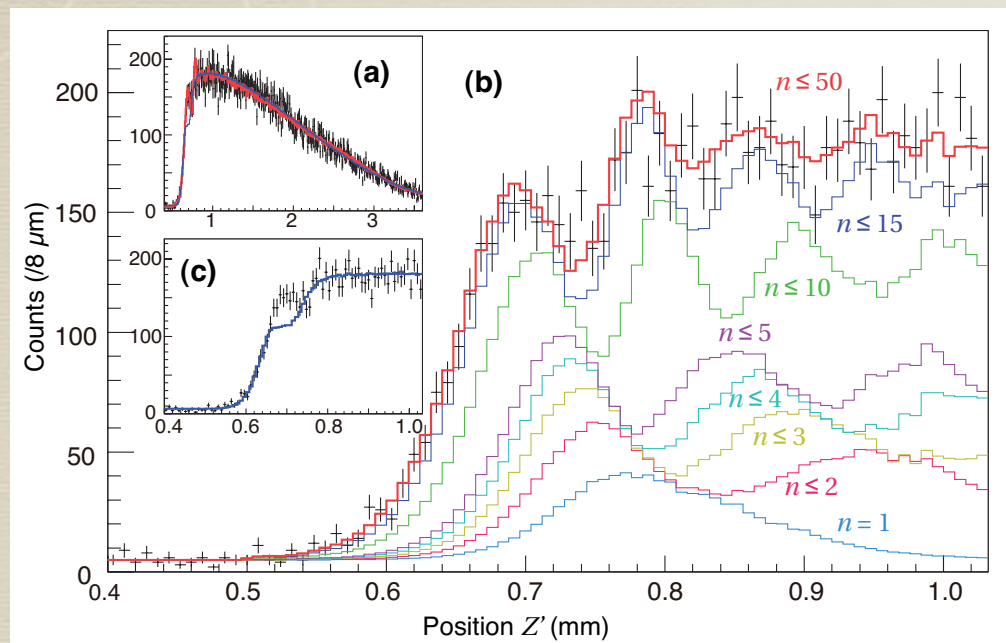 (a)
200
100
0
1
2
3
(b)
(c)
200
100
0
0.4
0.6
0.8
1.0
Counts (/8 μm)
200
150
100
50
0
n ≤ 50
n ≤ 15
n ≤ 10
n ≤ 5
n ≤ 4
n ≤ 3
n ≤ 2
n = 1
0.4
0.5
0.6
0.7
0.8
0.9
1.0
Position Z' (mm)